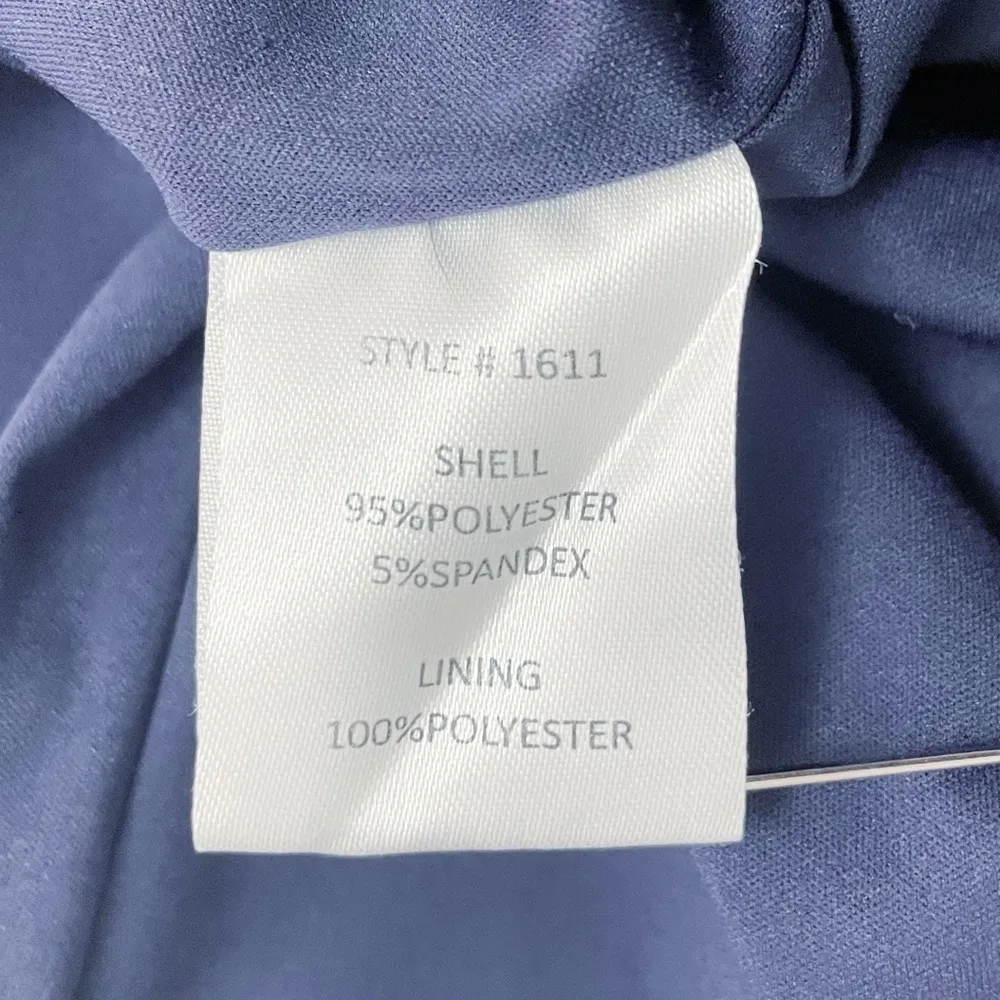 STYLE # 1611
SHELL
95%POLYESTER
5%SPANDEX
LINING
100%POLYESTER